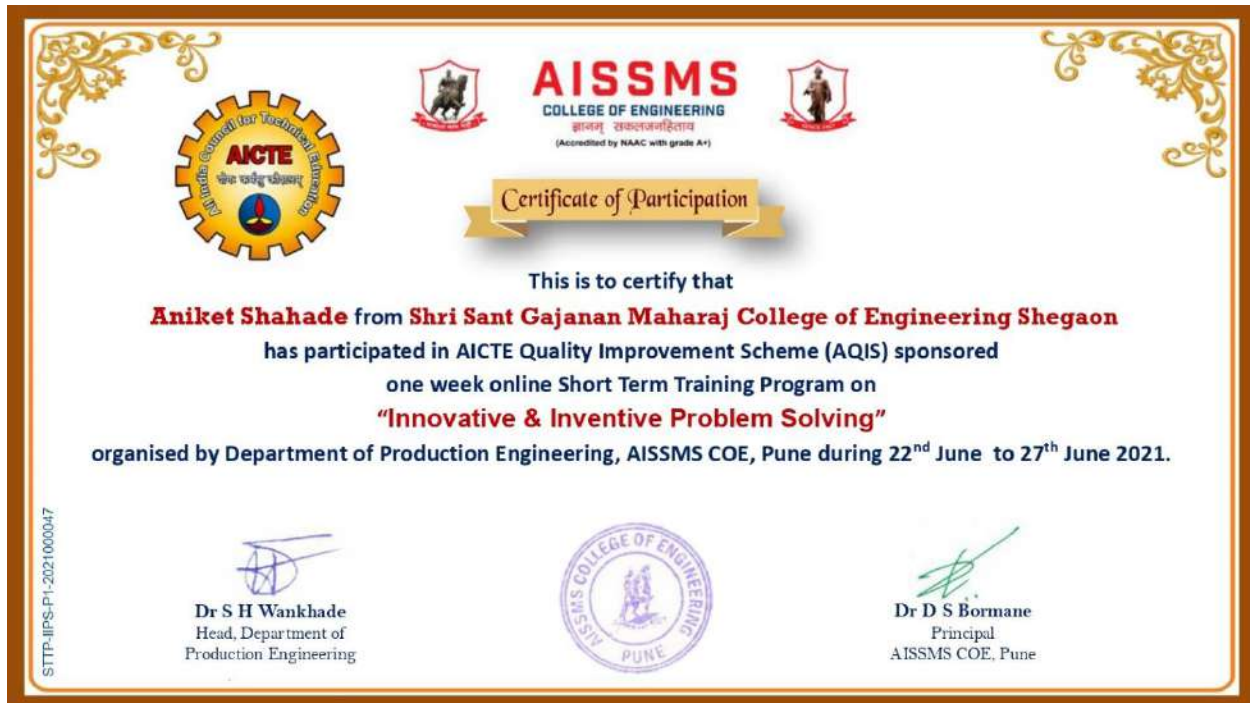 AISSMS
COLLEGE OF ENGINEERING
ज्ञानम् सकलजनहिताय
(Accredited by NAAC with grade A+)
All India Council for Technical Education
AICTE
योगः कर्मसु कौशलम्
Certificate of Participation
This is to certify that
Aniket Shahade from Shri Sant Gajanan Maharaj College of Engineering Shegaon
has participated in AICTE Quality Improvement Scheme (AQIS) sponsored
one week online Short Term Training Program on
“Innovative & Inventive Problem Solving”
organised by Department of Production Engineering, AISSMS COE, Pune during 22nd June to 27th June 2021.
STTP-IIPS-P1-2021000047
Dr S H Wankhade
Head, Department of
Production Engineering
AISSMS COLLEGE OF ENGINEERING
PUNE
Dr D S Bormane
Principal
AISSMS COE, Pune